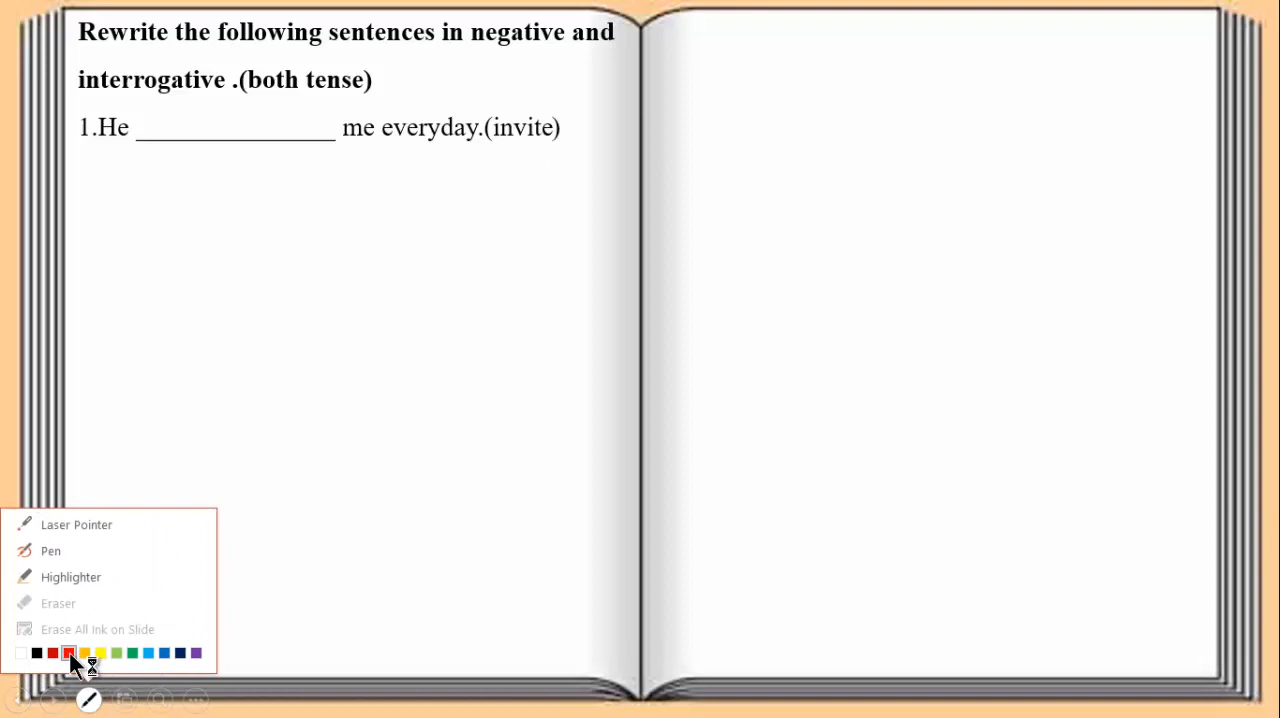 Rewrite the following sentences in negative and
interrogative .(both tense)
1.He _______________ me everyday.(invite)
Laser Pointer
Pen
Highlighter
Eraser
Erase All Ink on Slide